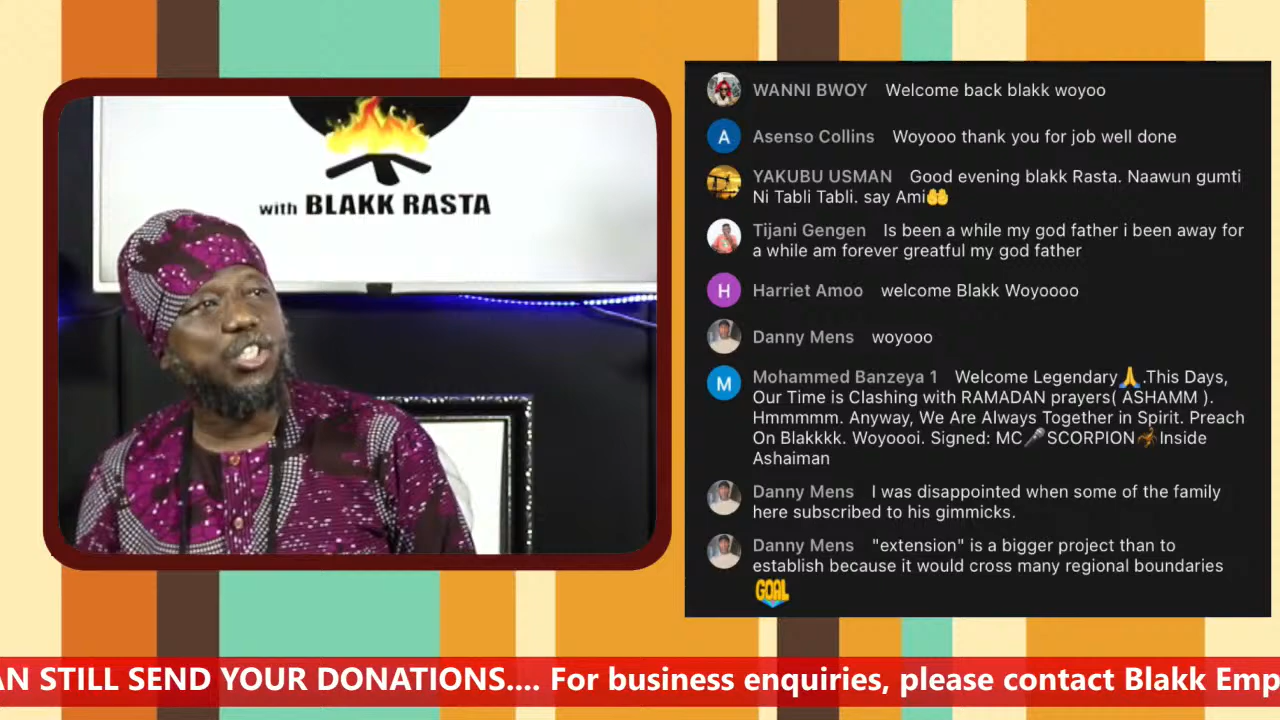 with BLAKK RASTA
WANNI BWOY Welcome back blakk woyoo
Asenso Collins Woyooo thank you for job well done
YAKUBU USMAN Good evening blakk Rasta. Naawun gumti
Ni Tabli Tabli. say Ami🤲
Tijani Gengen Is been a while my god father i been away for
a while am forever greatful my god father
Harriet Amoo welcome Blakk Woyoooo
Danny Mens woyooo
Mohammed Banzeya 1 Welcome Legendary🙏.This Days,
Our Time is Clashing with RAMADAN prayers( ASHAMM ).
Hmmmmm. Anyway, We Are Always Together in Spirit. Preach
On Blakkkk. Woyoooi. Signed: MC🎤SCORPION🦂Inside
Ashaiman
Danny Mens I was disappointed when some of the family
here subscribed to his gimmicks.
Danny Mens "extension" is a bigger project than to
establish because it would cross many regional boundaries
GOAL
A
H
M
AN STILL SEND YOUR DONATIONS.... For business enquiries, please contact Blakk Emp